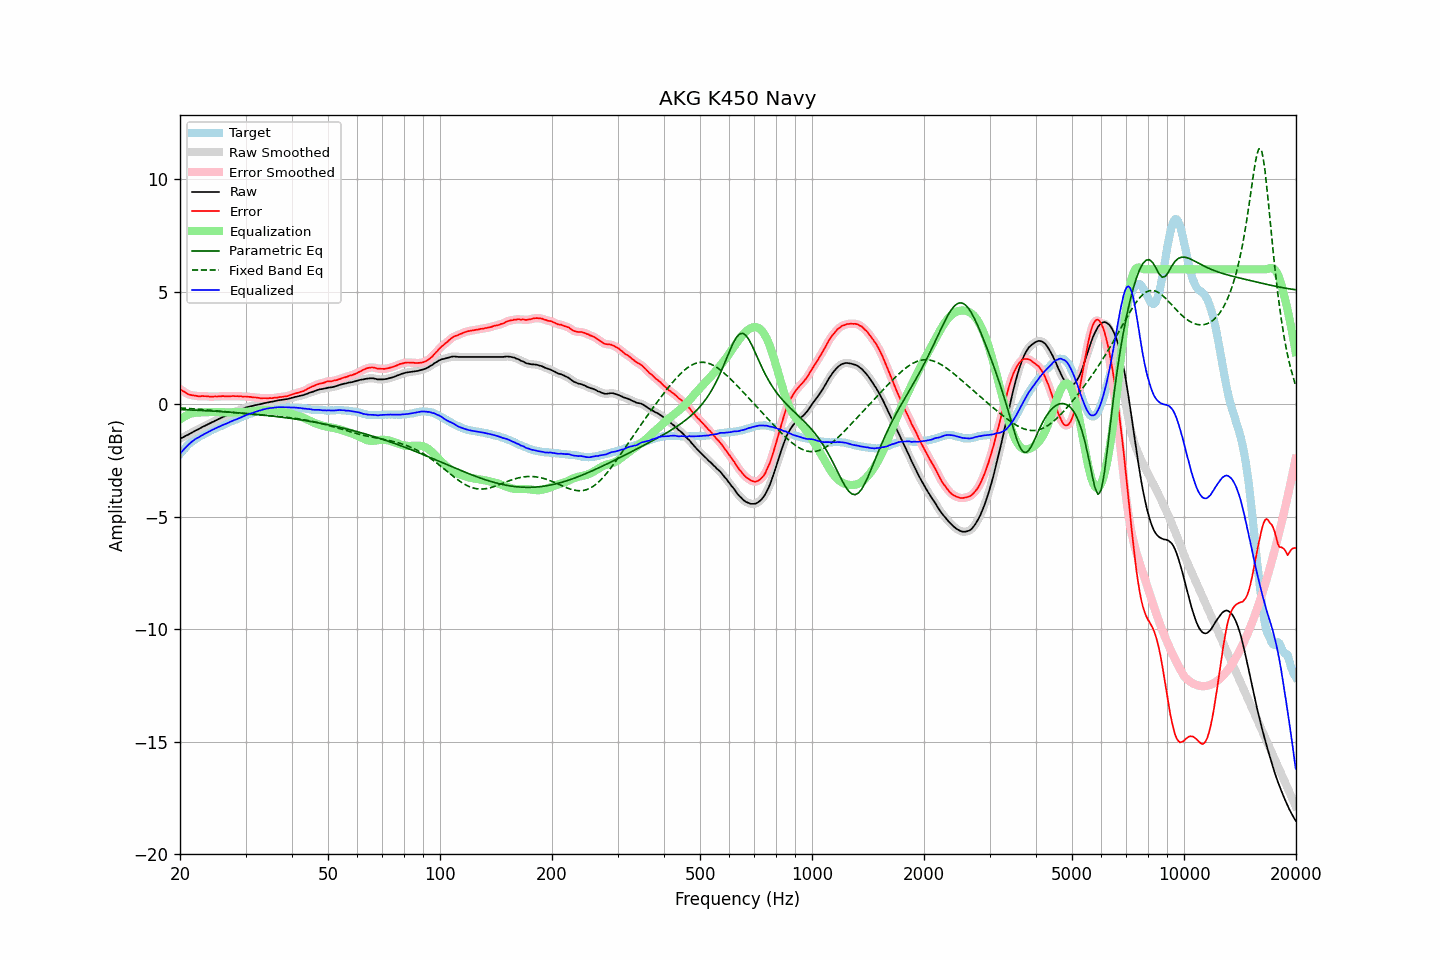 AKG K450 Navy
Target
Raw Smoothed
Error Smoothed
Raw
Error
Equalization
Parametric Eq
Fixed Band Eq
Equalized
10
5
0
−5
−10
−15
−20
Amplitude (dBr)
20 50 100 200 500 1000 2000 5000 10000 20000
Frequency (Hz)